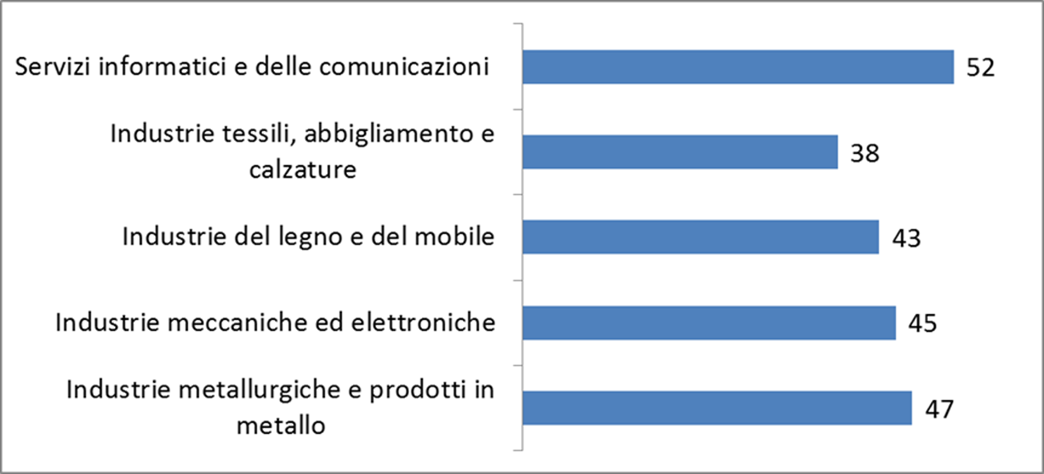 Servizi informatici e delle comunicazioni 52
Industrie tessili, abbigliamento e
calzature 38
Industrie del legno e del mobile 43
Industrie meccaniche ed elettroniche 45
Industrie metallurgiche e prodotti in
metallo 47